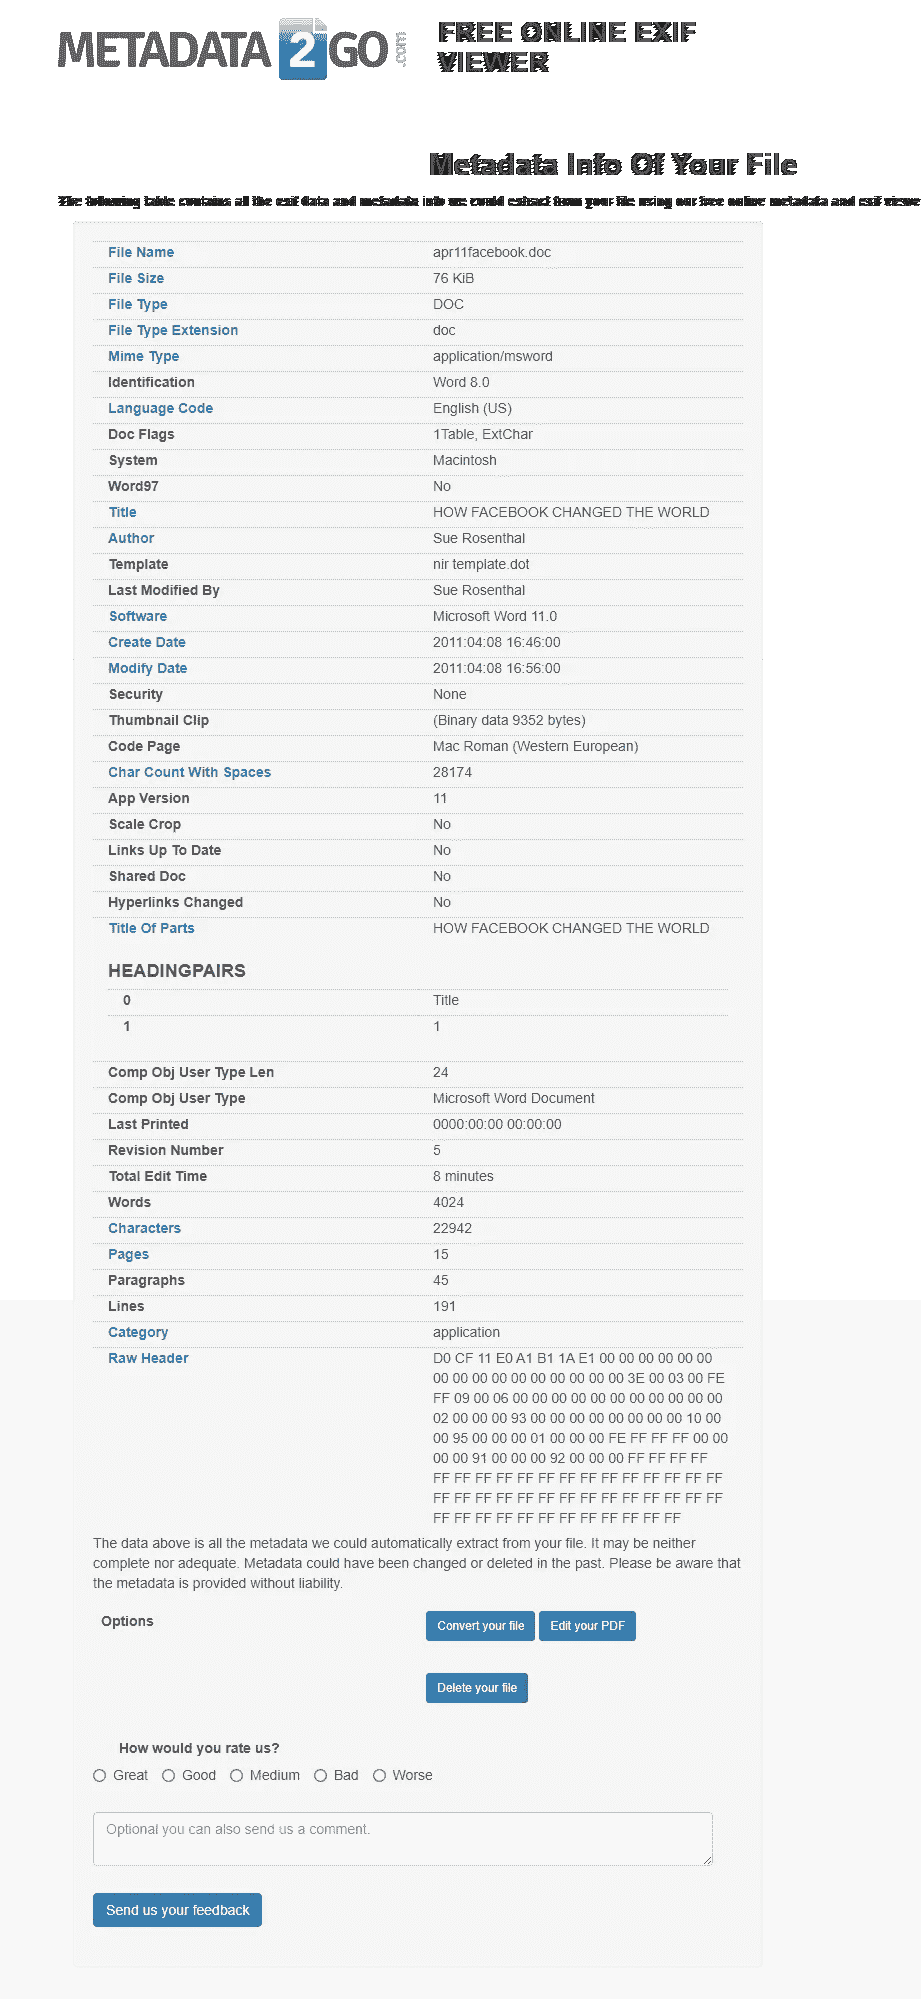 METADATA 2 GO .com
FREE ONLINE EXIF
VIEWER
Metadata Info Of Your File
The following table contains all the exif data and metadata info we could extract from your file using our free online metadata and exif viewe
File Name apr11facebook.doc
File Size 76 KiB
File Type DOC
File Type Extension doc
Mime Type application/msword
Identification Word 8.0
Language Code English (US)
Doc Flags 1Table, ExtChar
System Macintosh
Word97 No
Title HOW FACEBOOK CHANGED THE WORLD
Author Sue Rosenthal
Template nir template.dot
Last Modified By Sue Rosenthal
Software Microsoft Word 11.0
Create Date 2011:04:08 16:46:00
Modify Date 2011:04:08 16:56:00
Security None
Thumbnail Clip (Binary data 9352 bytes)
Code Page Mac Roman (Western European)
Char Count With Spaces 28174
App Version 11
Scale Crop No
Links Up To Date No
Shared Doc No
Hyperlinks Changed No
Title Of Parts HOW FACEBOOK CHANGED THE WORLD
HEADINGPAIRS
0 Title
1 1
Comp Obj User Type Len 24
Comp Obj User Type Microsoft Word Document
Last Printed 0000:00:00 00:00:00
Revision Number 5
Total Edit Time 8 minutes
Words 4024
Characters 22942
Pages 15
Paragraphs 45
Lines 191
Category application
Raw Header D0 CF 11 E0 A1 B1 1A E1 00 00 00 00 00 00
00 00 00 00 00 00 00 00 00 00 3E 00 03 00 FE
FF 09 00 06 00 00 00 00 00 00 00 00 00 00 00
02 00 00 00 93 00 00 00 00 00 00 00 00 10 00
00 95 00 00 00 01 00 00 00 FE FF FF FF 00 00
00 00 91 00 00 00 92 00 00 00 FF FF FF FF
FF FF FF FF FF FF FF FF FF FF FF FF FF FF
FF FF FF FF FF FF FF FF FF FF FF FF FF FF
FF FF FF FF FF FF FF FF FF FF FF FF
The data above is all the metadata we could automatically extract from your file. It may be neither
complete nor adequate. Metadata could have been changed or deleted in the past. Please be aware that
the metadata is provided without liability.
Options Convert your file Edit your PDF
Delete your file
How would you rate us?
Great Good Medium Bad Worse
Optional you can also send us a comment.
Send us your feedback